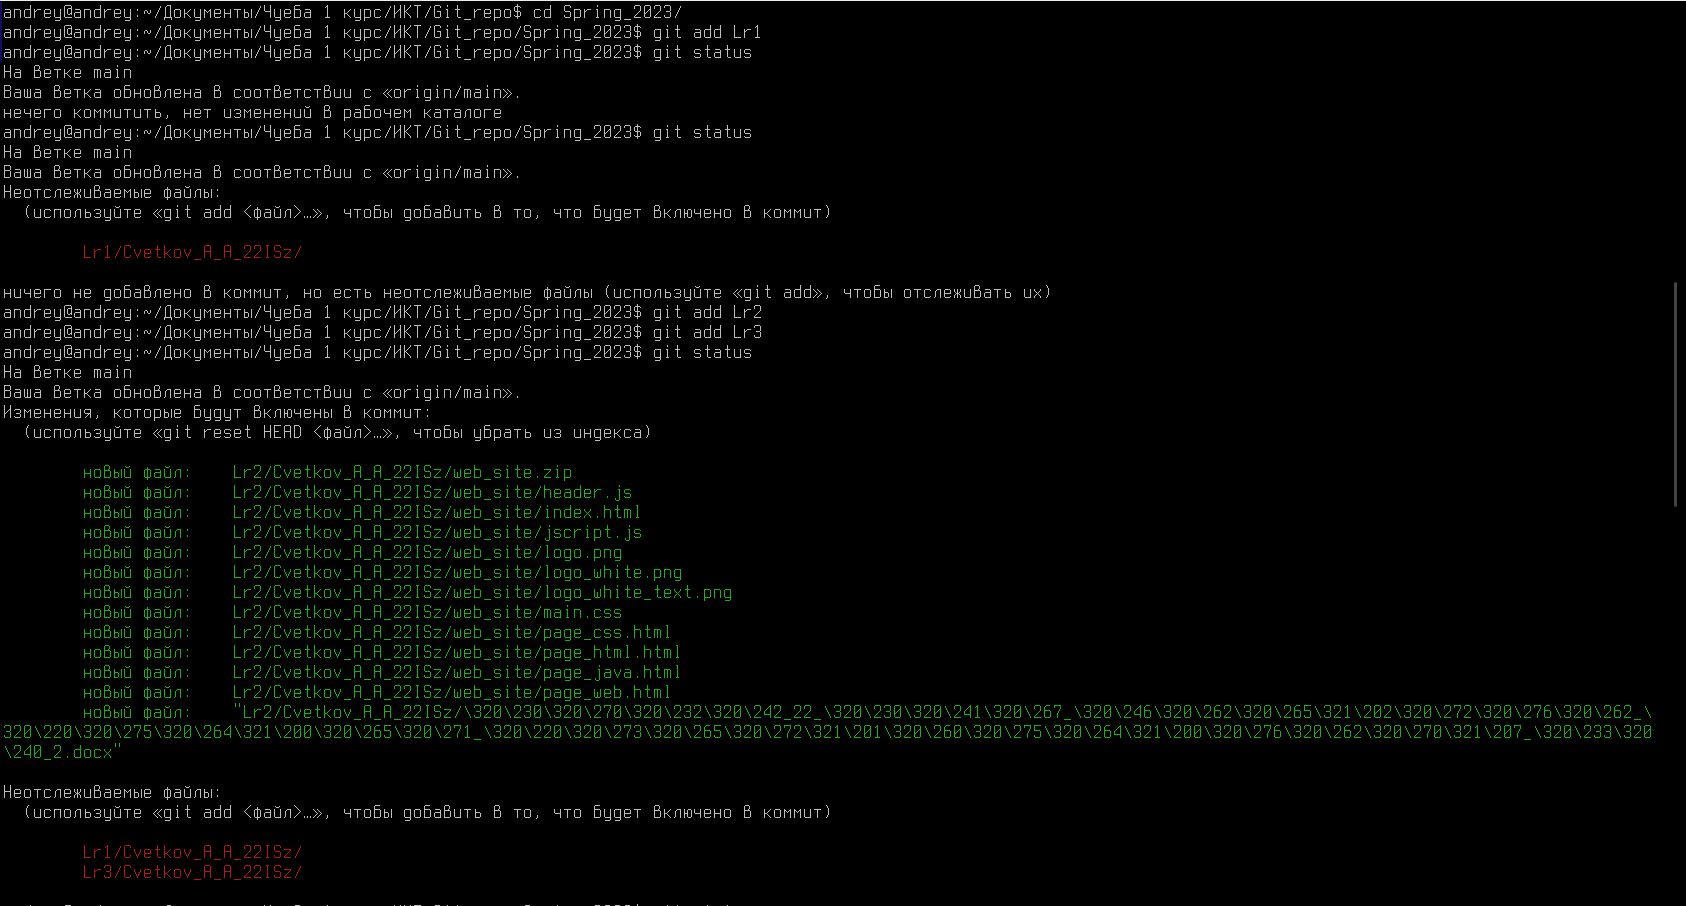 andrey@andrey:~/Документы/Чуеба 1 курс/ИКТ/Git_repo$ cd Spring_2023/
andrey@andrey:~/Документы/Чуеба 1 курс/ИКТ/Git_repo/Spring_2023$ git add Lr1
andrey@andrey:~/Документы/Чуеба 1 курс/ИКТ/Git_repo/Spring_2023$ git status
На ветке main
Ваша ветка обновлена в соответствии с «origin/main».
нечего коммитить, нет изменений в рабочем каталоге
andrey@andrey:~/Документы/Чуеба 1 курс/ИКТ/Git_repo/Spring_2023$ git status
На ветке main
Ваша ветка обновлена в соответствии с «origin/main».
Неотслеживаемые файлы:
  (используйте «git add <файл>…», чтобы добавить в то, что будет включено в коммит)

        Lr1/Cvetkov_A_A_22ISz/

ничего не добавлено в коммит, но есть неотслеживаемые файлы (используйте «git add», чтобы отслеживать их)
andrey@andrey:~/Документы/Чуеба 1 курс/ИКТ/Git_repo/Spring_2023$ git add Lr2
andrey@andrey:~/Документы/Чуеба 1 курс/ИКТ/Git_repo/Spring_2023$ git add Lr3
andrey@andrey:~/Документы/Чуеба 1 курс/ИКТ/Git_repo/Spring_2023$ git status
На ветке main
Ваша ветка обновлена в соответствии с «origin/main».
Изменения, которые будут включены в коммит:
  (используйте «git reset HEAD <файл>…», чтобы убрать из индекса)

        новый файл:    Lr2/Cvetkov_A_A_22ISz/web_site.zip
        новый файл:    Lr2/Cvetkov_A_A_22ISz/web_site/header.js
        новый файл:    Lr2/Cvetkov_A_A_22ISz/web_site/index.html
        новый файл:    Lr2/Cvetkov_A_A_22ISz/web_site/jscript.js
        новый файл:    Lr2/Cvetkov_A_A_22ISz/web_site/logo.png
        новый файл:    Lr2/Cvetkov_A_A_22ISz/web_site/logo_white.png
        новый файл:    Lr2/Cvetkov_A_A_22ISz/web_site/logo_white_text.png
        новый файл:    Lr2/Cvetkov_A_A_22ISz/web_site/main.css
        новый файл:    Lr2/Cvetkov_A_A_22ISz/web_site/page_css.html
        новый файл:    Lr2/Cvetkov_A_A_22ISz/web_site/page_html.html
        новый файл:    Lr2/Cvetkov_A_A_22ISz/web_site/page_java.html
        новый файл:    Lr2/Cvetkov_A_A_22ISz/web_site/page_web.html
        новый файл:    "Lr2/Cvetkov_A_A_22ISz/\320\230\320\270\320\232\320\242_22_\320\230\320\241\320\267_\320\246\320\262\320\265\321\202\320\272\320\276\320\262_\
320\220\320\275\320\264\321\200\320\265\320\271_\320\220\320\273\320\265\320\272\321\201\320\260\320\275\320\264\321\200\320\276\320\262\320\270\321\207_\320\233\320
\240_2.docx"

Неотслеживаемые файлы:
  (используйте «git add <файл>…», чтобы добавить в то, что будет включено в коммит)

        Lr1/Cvetkov_A_A_22ISz/
        Lr3/Cvetkov_A_A_22ISz/